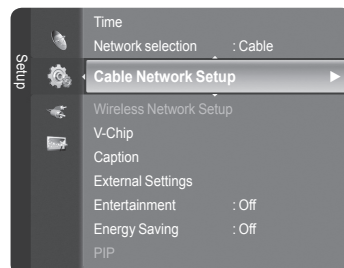 Setup
Time
Network selection : Cable
Cable Network Setup
Wireless Network Setup
V-Chip
Caption
External Settings
Entertainment : Off
Energy Saving : Off
PIP